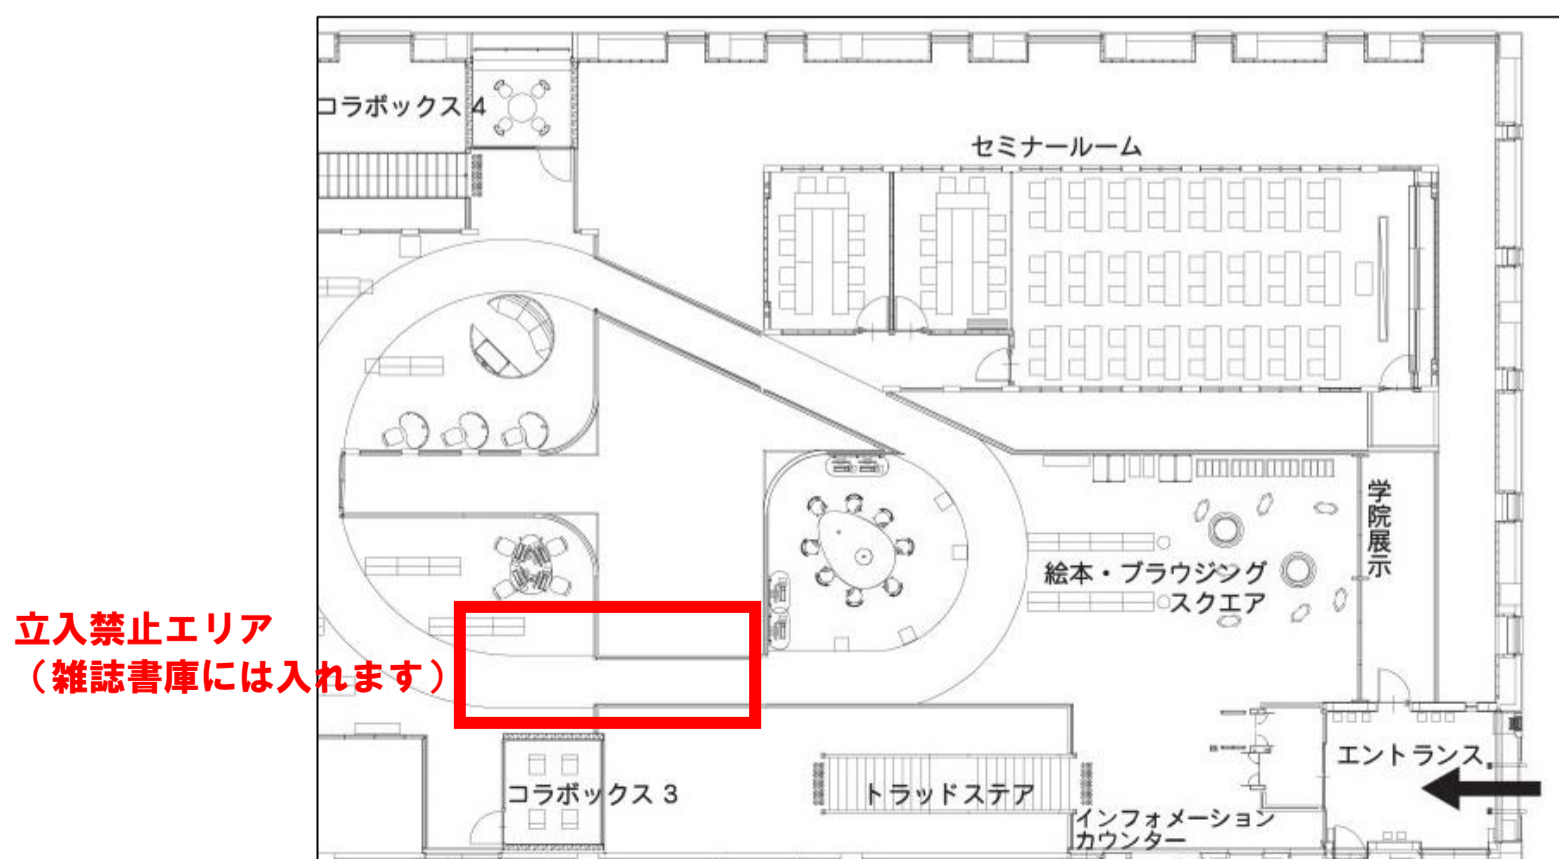 コラボックス 4
セミナールーム
学院展示
絵本・ブラウジング
スクエア
立入禁止エリア
（雑誌書庫には入れます）
エントランス
コラボックス 3
トラッドステア
インフォメーション
カウンター